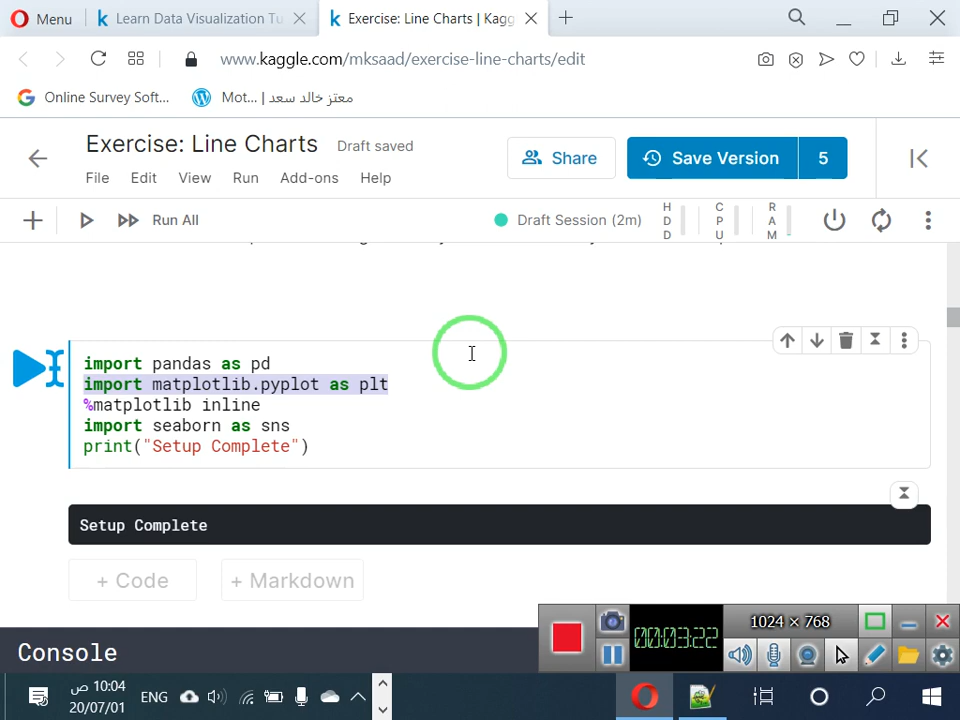 Menu
Learn Data Visualization Tu
Exercise: Line Charts | Kagg
www.kaggle.com/mksaad/exercise-line-charts/edit
Online Survey Soft...
Mot... | معتز خالد سعد
Exercise: Line Charts
Draft saved
Share
Save Version
5
File Edit View Run Add-ons Help
Run All
Draft Session (2m)
HDD
CPU
RAM
import pandas as pd
import matplotlib.pyplot as plt
%matplotlib inline
import seaborn as sns
print("Setup Complete")
Setup Complete
+ Code
+ Markdown
Console
00:03:22
1024 × 768
10:04 ص
20/07/01
ENG